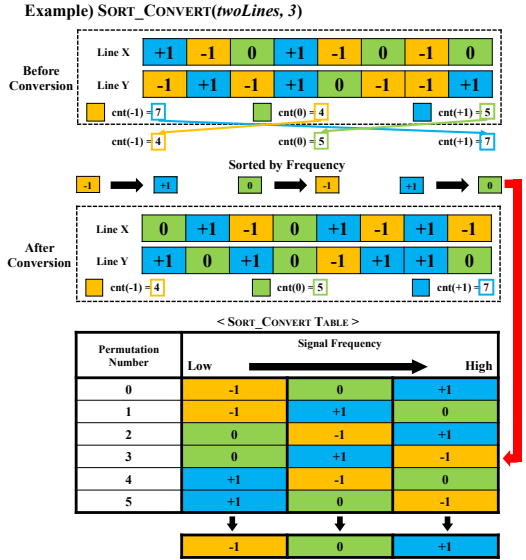 Example) SORT_CONVERT(twoLines, 3)
Before Conversion
Line X +1 -1 0 +1 -1 0 -1 0
Line Y -1 +1 -1 +1 0 -1 -1 +1
cnt(-1) = 7 cnt(0) = 4 cnt(+1) = 5
cnt(-1) = 4 cnt(0) = 5 cnt(+1) = 7
Sorted by Frequency
-1 +1 0 -1 +1 0
After Conversion
Line X 0 +1 -1 0 +1 -1 +1 -1
Line Y +1 0 +1 0 -1 +1 +1 0
cnt(-1) = 4 cnt(0) = 5 cnt(+1) = 7
< SORT_CONVERT TABLE >
Permutation Number
Signal Frequency
Low High
0 -1 0 +1
1 -1 +1 0
2 0 -1 +1
3 0 +1 -1
4 +1 -1 0
5 +1 0 -1
-1 0 +1